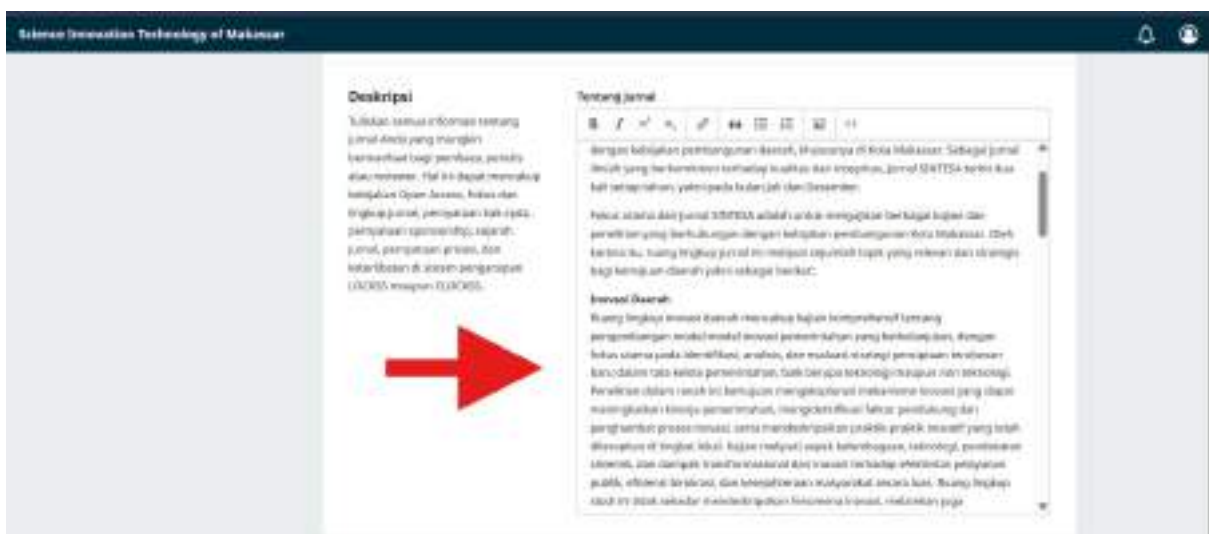 Science Innovation Technology of Makassar
Deskripsi
Tuliskan semua informasi tentang
jurnal Anda yang mungkin
bermanfaat bagi pembaca, penulis
atau reviewer. Hal ini dapat mencakup
kebijakan Open Access, fokus dan
lingkup jurnal, pernyataan hak cipta,
pernyataan sponsorship, sejarah
jurnal, pernyataan privasi, dan
keterlibatan di sistem pengarsipan
LOCKSS maupun CLOCKSS.
Tentang Jurnal
dengan kebijakan pembangunan daerah, khususnya di Kota Makassar. Sebagai jurnal
ilmiah yang berkomitmen terhadap kualitas dan integritas, Jurnal SINTESA terbit dua
kali setiap tahun, yakni pada bulan Juli dan Desember.
Fokus utama dari Jurnal SINTESA adalah untuk menyajikan berbagai kajian dan
penelitian yang berhubungan dengan kebijakan pembangunan Kota Makassar. Oleh
karena itu, ruang lingkup jurnal ini meliputi sejumlah topik yang relevan dan strategis
bagi kemajuan daerah yakni sebagai berikut:
Inovasi Daerah
Ruang lingkup inovasi daerah mencakup kajian komprehensif tentang
pengembangan model-model inovasi pemerintahan yang berkelanjutan, dengan
fokus utama pada identifikasi, analisis, dan evaluasi strategi penciptaan terobosan
baru dalam tata kelola pemerintahan, baik berupa teknologi maupun non teknologi.
Penelitian dalam ranah ini bertujuan mengeksplorasi mekanisme inovasi yang dapat
meningkatkan kinerja pemerintahan, mengidentifikasi faktor pendukung dan
penghambat proses inovasi, serta mendeskripsikan praktik-praktik inovatif yang telah
diterapkan di tingkat lokal. Kajian meliputi aspek kelembagaan, teknologi, pendekatan
sistemik, dan dampak transformasional dari inovasi terhadap efektivitas pelayanan
publik, efisiensi birokrasi, dan kesejahteraan masyarakat secara luas. Ruang lingkup
studi ini tidak sekadar mendeskripsikan fenomena inovasi, melainkan juga